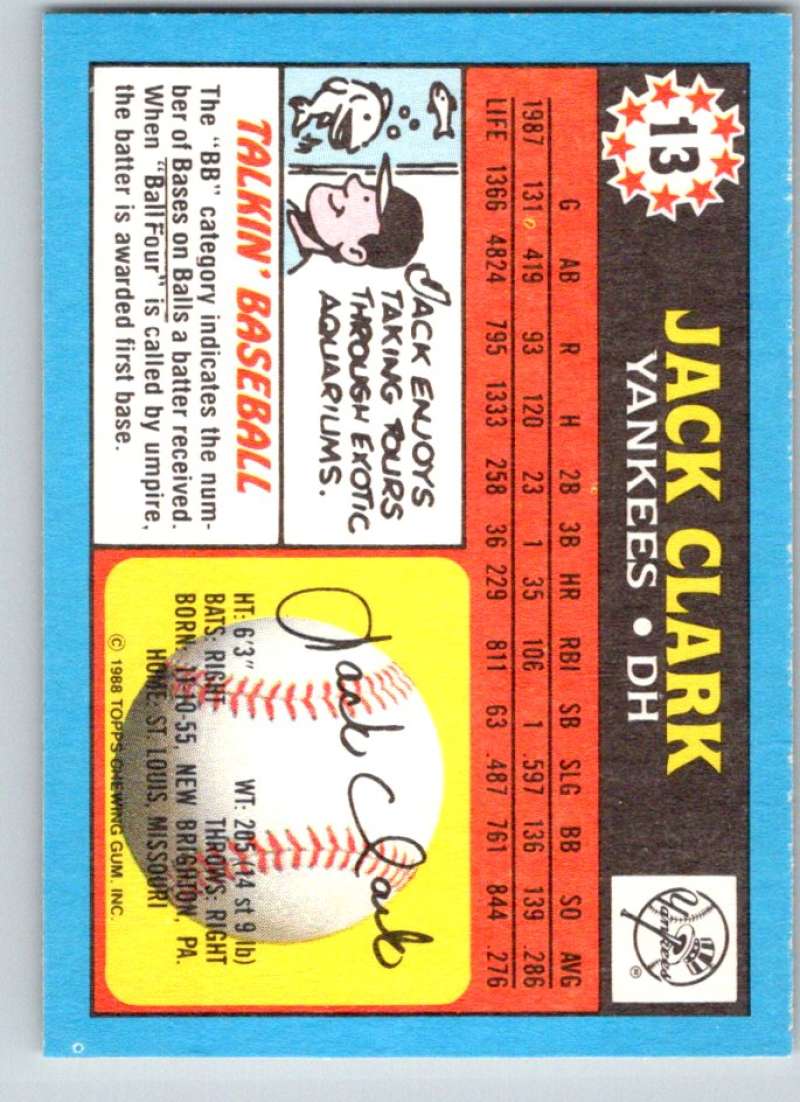 13
JACK CLARK
YANKEES • DH
Yankees
®
G AB R H 2B 3B HR RBI SB SLG BB SO AVG
1987 131 419 93 120 23 1 35 106 1 .597 136 139 .286
LIFE 1366 4824 795 1333 258 36 229 811 63 .487 761 844 .276
JACK ENJOYS
TAKING TOURS
THROUGH EXOTIC
AQUARIUMS.
TALKIN' BASEBALL
The "BB" category indicates the num-
ber of Bases on Balls a batter received.
When "Ball Four" is called by umpire,
the batter is awarded first base.
Jack Clark
HT: 6'3" WT: 205 (14 st 9 lb)
BATS: RIGHT THROWS: RIGHT
BORN: 11-10-55, NEW BRIGHTON, PA.
HOME: ST. LOUIS, MISSOURI
© 1988 TOPPS CHEWING GUM, INC.